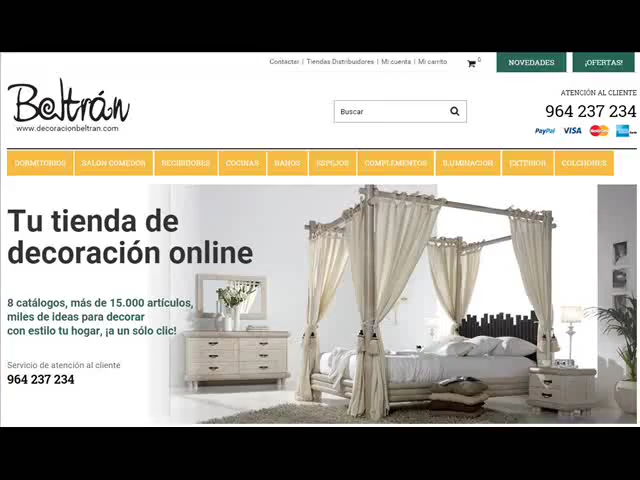 Contactar | Tiendas Distribuidores | Mi cuenta | Mi carrito
0
NOVEDADES
¡OFERTAS!
Beltrán
www.decoracionbeltran.com
Buscar
ATENCIÓN AL CLIENTE
964 237 234
PayPal VISA MasterCard
DORMITORIOS SALON COMEDOR RECIBIDORES COCINAS BAÑOS ESPEJOS COMPLEMENTOS ILUMINACION EXTERIOR COLCHONES
Tu tienda de
decoración online
8 catálogos, más de 15.000 artículos,
miles de ideas para decorar
con estilo tu hogar, ¡a un sólo clic!
Servicio de atención al cliente
964 237 234